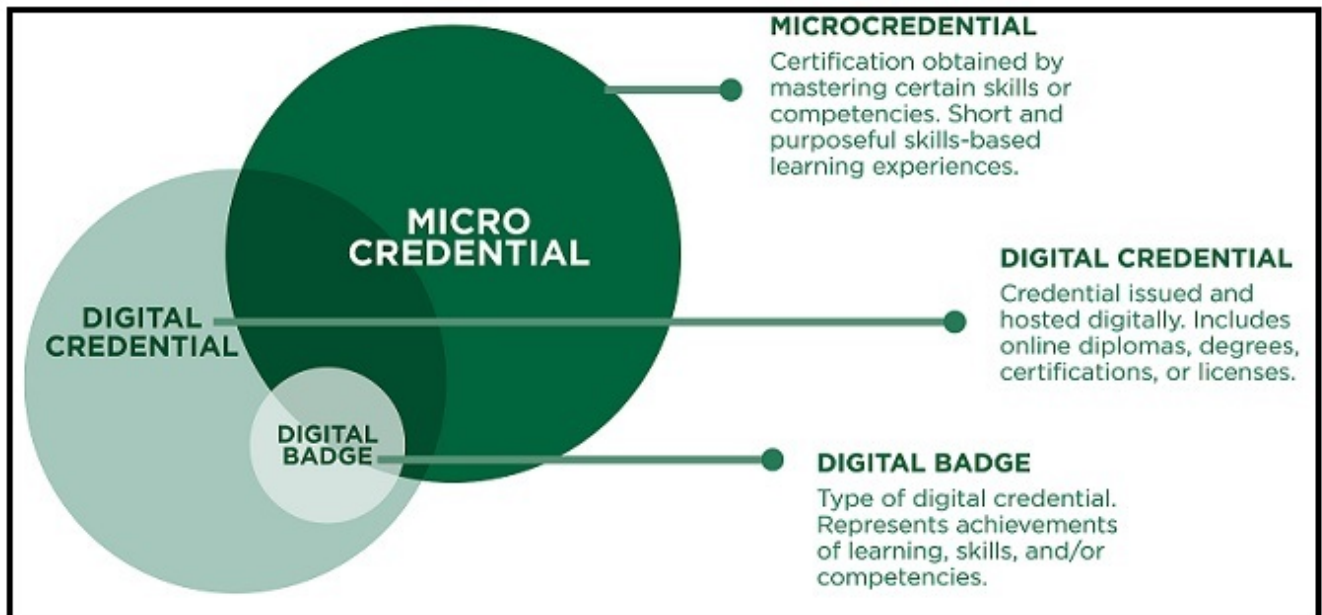 MICROCREDENTIAL
Certification obtained by
mastering certain skills or
competencies. Short and
purposeful skills-based
learning experiences.
MICRO
CREDENTIAL
DIGITAL CREDENTIAL
Credential issued and
hosted digitally. Includes
online diplomas, degrees,
certifications, or licenses.
DIGITAL
CREDENTIAL
DIGITAL
BADGE
DIGITAL BADGE
Type of digital credential.
Represents achievements
of learning, skills, and/or
competencies.